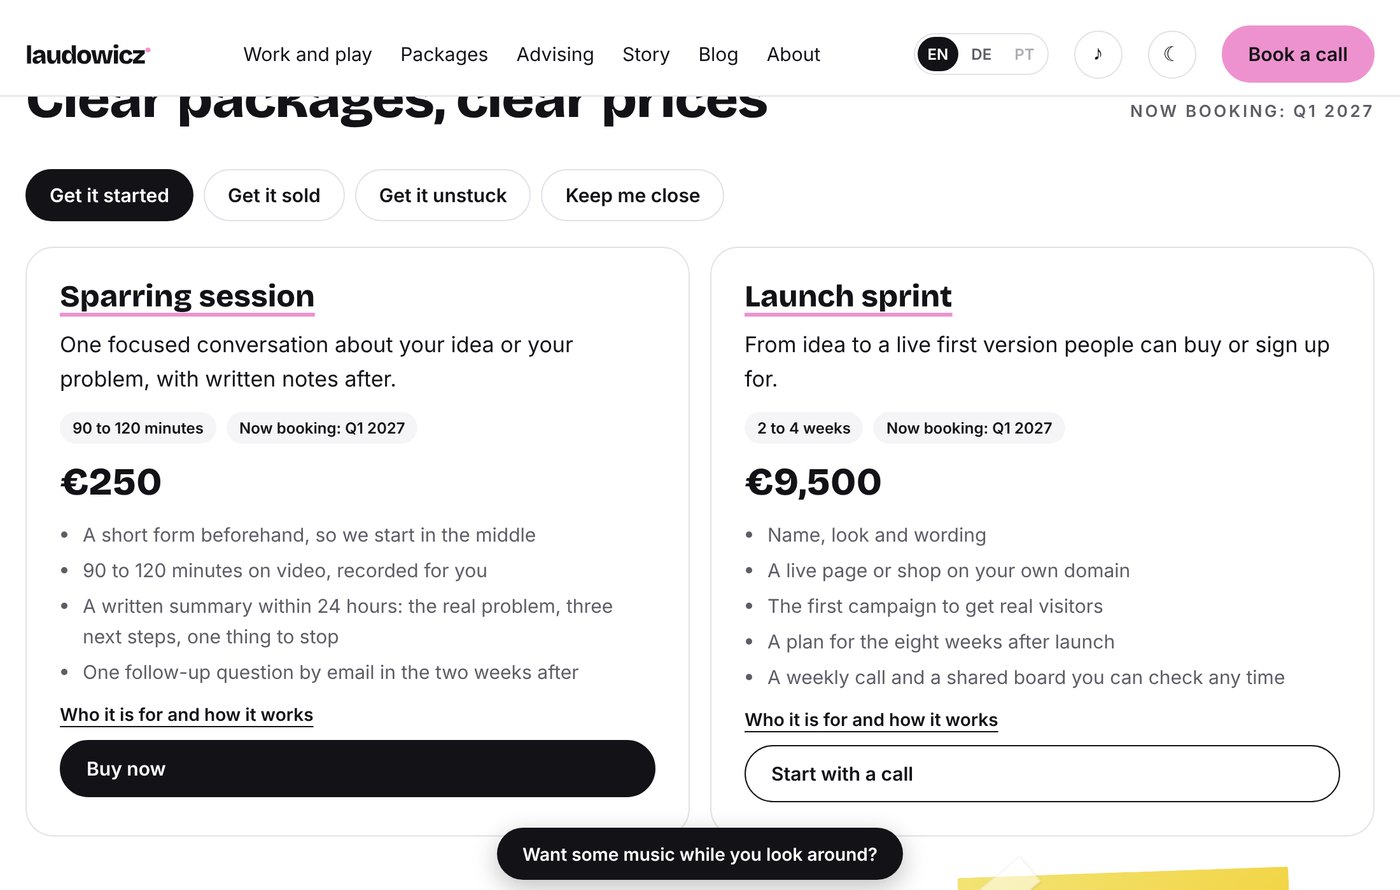 laudowicz
Work and play
Packages
Advising
Story
Blog
About
EN
DE
PT
♪
☾
Book a call
Clear packages, clear prices
NOW BOOKING: Q1 2027
Get it started
Get it sold
Get it unstuck
Keep me close
Sparring session
One focused conversation about your idea or your
problem, with written notes after.
90 to 120 minutes
Now booking: Q1 2027
€250
• A short form beforehand, so we start in the middle
• 90 to 120 minutes on video, recorded for you
• A written summary within 24 hours: the real problem, three
next steps, one thing to stop
• One follow-up question by email in the two weeks after
Who it is for and how it works
Buy now
Launch sprint
From idea to a live first version people can buy or sign up
for.
2 to 4 weeks
Now booking: Q1 2027
€9,500
• Name, look and wording
• A live page or shop on your own domain
• The first campaign to get real visitors
• A plan for the eight weeks after launch
• A weekly call and a shared board you can check any time
Who it is for and how it works
Start with a call
Want some music while you look around?